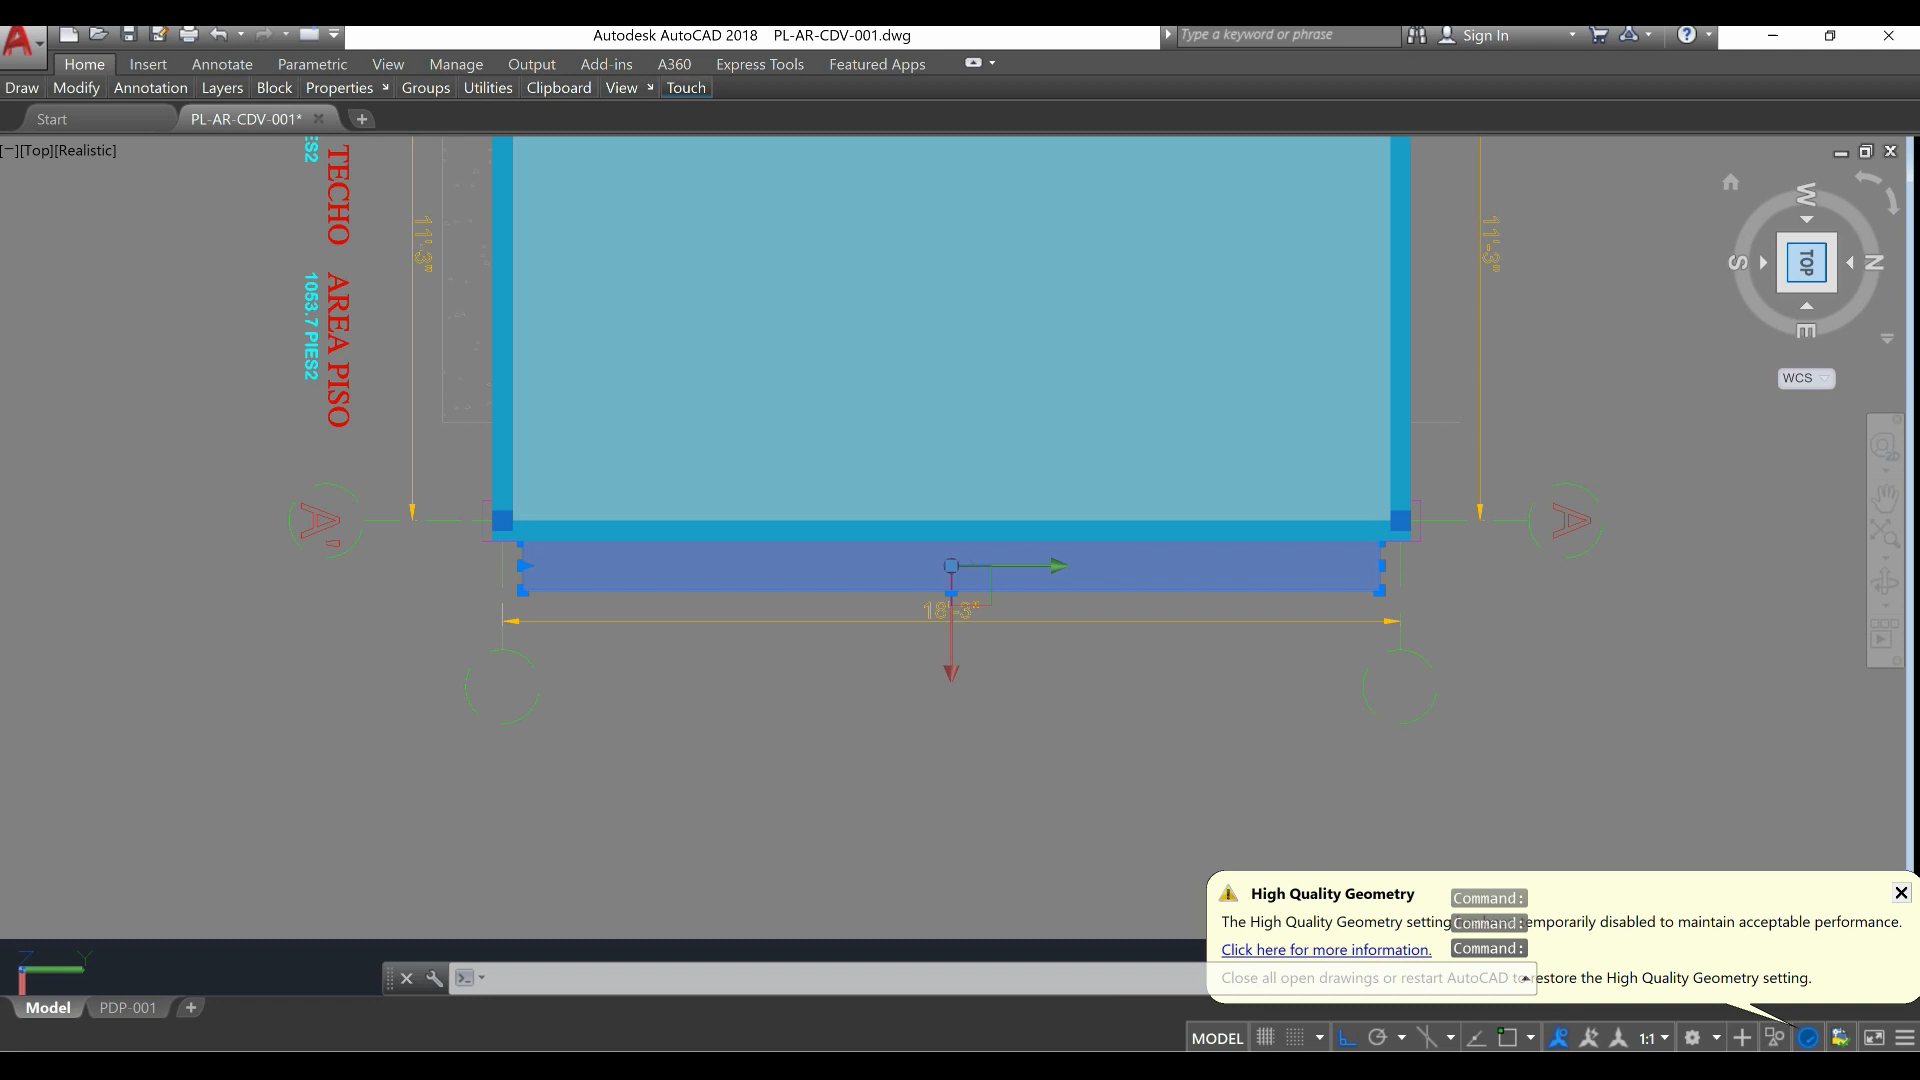 Autodesk AutoCAD 2018 PL-AR-CDV-001.dwg
Type a keyword or phrase
Sign In
Home Insert Annotate Parametric View Manage Output Add-ins A360 Express Tools Featured Apps
Draw Modify Annotation Layers Block Properties Groups Utilities Clipboard View Touch
Start PL-AR-CDV-001*
[−][Top][Realistic]
TECHO AREA PISO
ES2 1053.7 PIES2
11'-3"
11'-3"
W
S TOP N
E
WCS
2D
A'
A
18'-3"
High Quality Geometry
Command:
The High Quality Geometry setting
Command:
emporarily disabled to maintain acceptable performance.
Click here for more information.
Command:
Close all open drawings or restart AutoCAD to restore the High Quality Geometry setting.
Z Y
Model PDP-001
MODEL 1:1